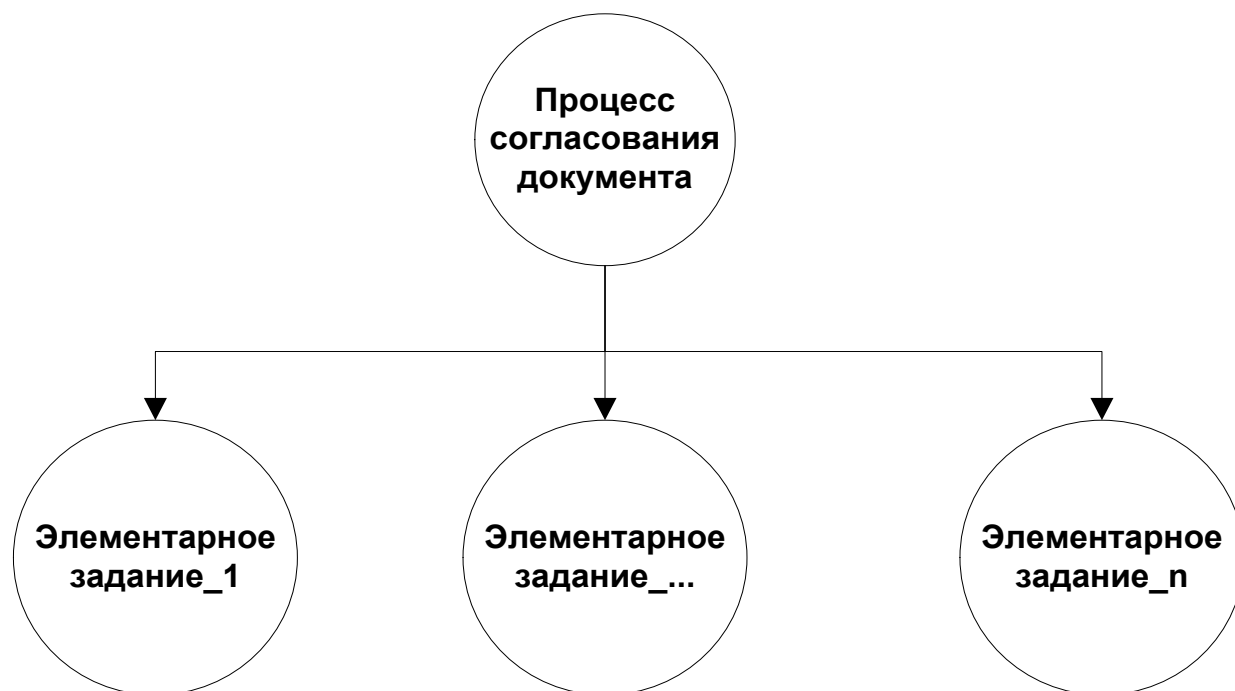 Процесс
согласования
документа
Элементарное
задание_1
Элементарное
задание_...
Элементарное
задание_n